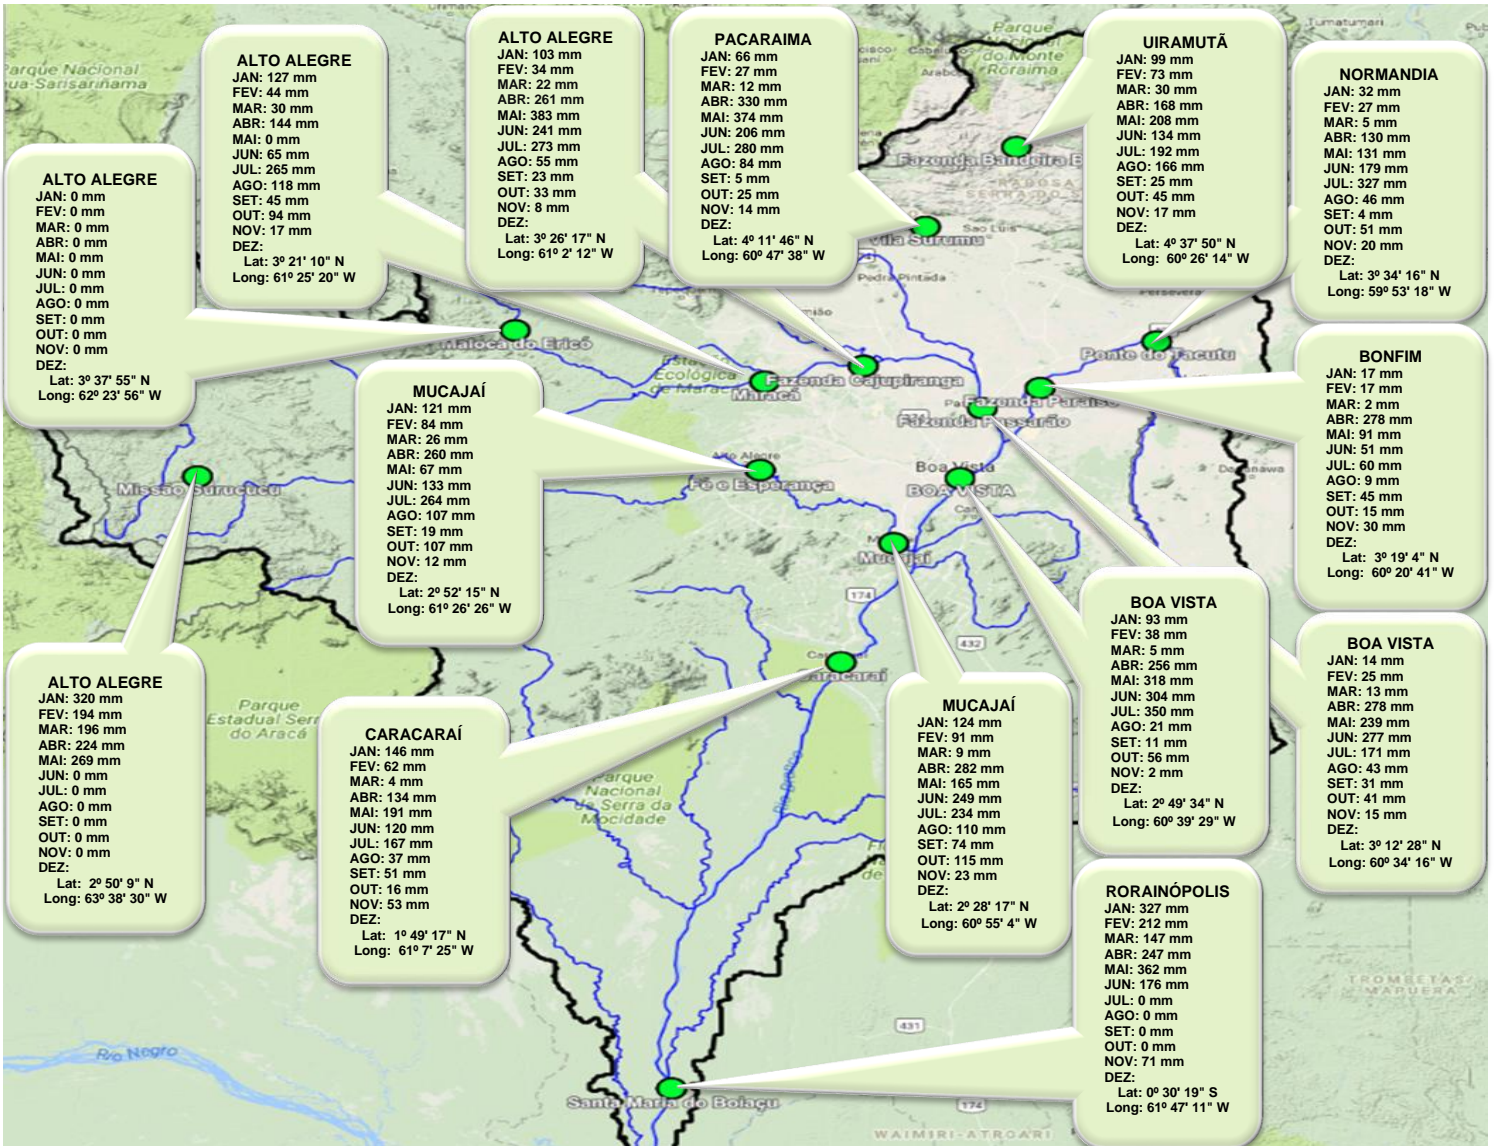 ALTO ALEGRE
JAN: 0 mm
FEV: 0 mm
MAR: 0 mm
ABR: 0 mm
MAI: 0 mm
JUN: 0 mm
JUL: 0 mm
AGO: 0 mm
SET: 0 mm
OUT: 0 mm
NOV: 0 mm
DEZ:
Lat: 3º 37' 55" N
Long: 62º 23' 56" W
ALTO ALEGRE
JAN: 127 mm
FEV: 44 mm
MAR: 30 mm
ABR: 144 mm
MAI: 0 mm
JUN: 65 mm
JUL: 265 mm
AGO: 118 mm
SET: 45 mm
OUT: 94 mm
NOV: 17 mm
DEZ:
Lat: 3º 21' 10" N
Long: 61º 25' 20" W
ALTO ALEGRE
JAN: 103 mm
FEV: 34 mm
MAR: 22 mm
ABR: 261 mm
MAI: 383 mm
JUN: 241 mm
JUL: 273 mm
AGO: 55 mm
SET: 23 mm
OUT: 33 mm
NOV: 8 mm
DEZ:
Lat: 3º 26' 17" N
Long: 61º 2' 12" W
PACARAIMA
JAN: 66 mm
FEV: 27 mm
MAR: 12 mm
ABR: 330 mm
MAI: 374 mm
JUN: 206 mm
JUL: 280 mm
AGO: 84 mm
SET: 5 mm
OUT: 25 mm
NOV: 14 mm
DEZ:
Lat: 4º 11' 46" N
Long: 60º 47' 38" W
UIRAMUTÃ
JAN: 99 mm
FEV: 73 mm
MAR: 30 mm
ABR: 168 mm
MAI: 208 mm
JUN: 134 mm
JUL: 192 mm
AGO: 166 mm
SET: 25 mm
OUT: 45 mm
NOV: 17 mm
DEZ:
Lat: 4º 37' 50" N
Long: 60º 26' 14" W
NORMANDIA
JAN: 32 mm
FEV: 27 mm
MAR: 5 mm
ABR: 130 mm
MAI: 131 mm
JUN: 179 mm
JUL: 327 mm
AGO: 46 mm
SET: 4 mm
OUT: 51 mm
NOV: 20 mm
DEZ:
Lat: 3º 34' 16" N
Long: 59º 53' 18" W
MUCAJAÍ
JAN: 121 mm
FEV: 84 mm
MAR: 26 mm
ABR: 260 mm
MAI: 67 mm
JUN: 133 mm
JUL: 264 mm
AGO: 107 mm
SET: 19 mm
OUT: 107 mm
NOV: 12 mm
DEZ:
Lat: 2º 52' 15" N
Long: 61º 26' 26" W
BONFIM
JAN: 17 mm
FEV: 17 mm
MAR: 2 mm
ABR: 278 mm
MAI: 91 mm
JUN: 51 mm
JUL: 60 mm
AGO: 9 mm
SET: 45 mm
OUT: 15 mm
NOV: 30 mm
DEZ:
Lat: 3º 19' 4" N
Long: 60º 20' 41" W
ALTO ALEGRE
JAN: 320 mm
FEV: 194 mm
MAR: 196 mm
ABR: 224 mm
MAI: 269 mm
JUN: 0 mm
JUL: 0 mm
AGO: 0 mm
SET: 0 mm
OUT: 0 mm
NOV: 0 mm
DEZ:
Lat: 2º 50' 9" N
Long: 63º 38' 30" W
CARACARAÍ
JAN: 146 mm
FEV: 62 mm
MAR: 4 mm
ABR: 134 mm
MAI: 191 mm
JUN: 120 mm
JUL: 167 mm
AGO: 37 mm
SET: 51 mm
OUT: 16 mm
NOV: 53 mm
DEZ:
Lat: 1º 49' 17" N
Long: 61º 7' 25" W
MUCAJAÍ
JAN: 124 mm
FEV: 91 mm
MAR: 9 mm
ABR: 282 mm
MAI: 165 mm
JUN: 249 mm
JUL: 234 mm
AGO: 110 mm
SET: 74 mm
OUT: 115 mm
NOV: 23 mm
DEZ:
Lat: 2º 28' 17" N
Long: 60º 55' 4" W
BOA VISTA
JAN: 93 mm
FEV: 38 mm
MAR: 5 mm
ABR: 256 mm
MAI: 318 mm
JUN: 304 mm
JUL: 350 mm
AGO: 21 mm
SET: 11 mm
OUT: 56 mm
NOV: 2 mm
DEZ:
Lat: 2º 49' 34" N
Long: 60º 39' 29" W
BOA VISTA
JAN: 14 mm
FEV: 25 mm
MAR: 13 mm
ABR: 278 mm
MAI: 239 mm
JUN: 277 mm
JUL: 171 mm
AGO: 43 mm
SET: 31 mm
OUT: 41 mm
NOV: 15 mm
DEZ:
Lat: 3º 12' 28" N
Long: 60º 34' 16" W
RORAINÓPOLIS
JAN: 327 mm
FEV: 212 mm
MAR: 147 mm
ABR: 247 mm
MAI: 362 mm
JUN: 176 mm
JUL: 0 mm
AGO: 0 mm
SET: 0 mm
OUT: 0 mm
NOV: 71 mm
DEZ:
Lat: 0º 30' 19" S
Long: 61º 47' 11" W
Parque Nacional
Parque
do Monte
Roraima
Tumatumari
Fazenda Bandeira B
Vila Surumu
Sao Luis
Pedra Pintada
Maloca do Ericó
Estação
Ecológica
de Maracá
Maracá
Fazenda Cajupiranga
Ponte do Tacutu
Fazenda Paraíso
Fazenda Passarão
Missão Surucucu
Alto Alegre
Fé e Esperança
Boa Vista
BOA VISTA
Mucajaí
174
432
Caracaraí
Parque
Estadual Serra
do Aracá
Parque
Nacional
da Serra da
Mocidade
Rio Branco
Rio Negro
431
174
Santa Maria do Boiaçu
TROMBETAS/
MAPUERA
WAIMIRI-ATROARI